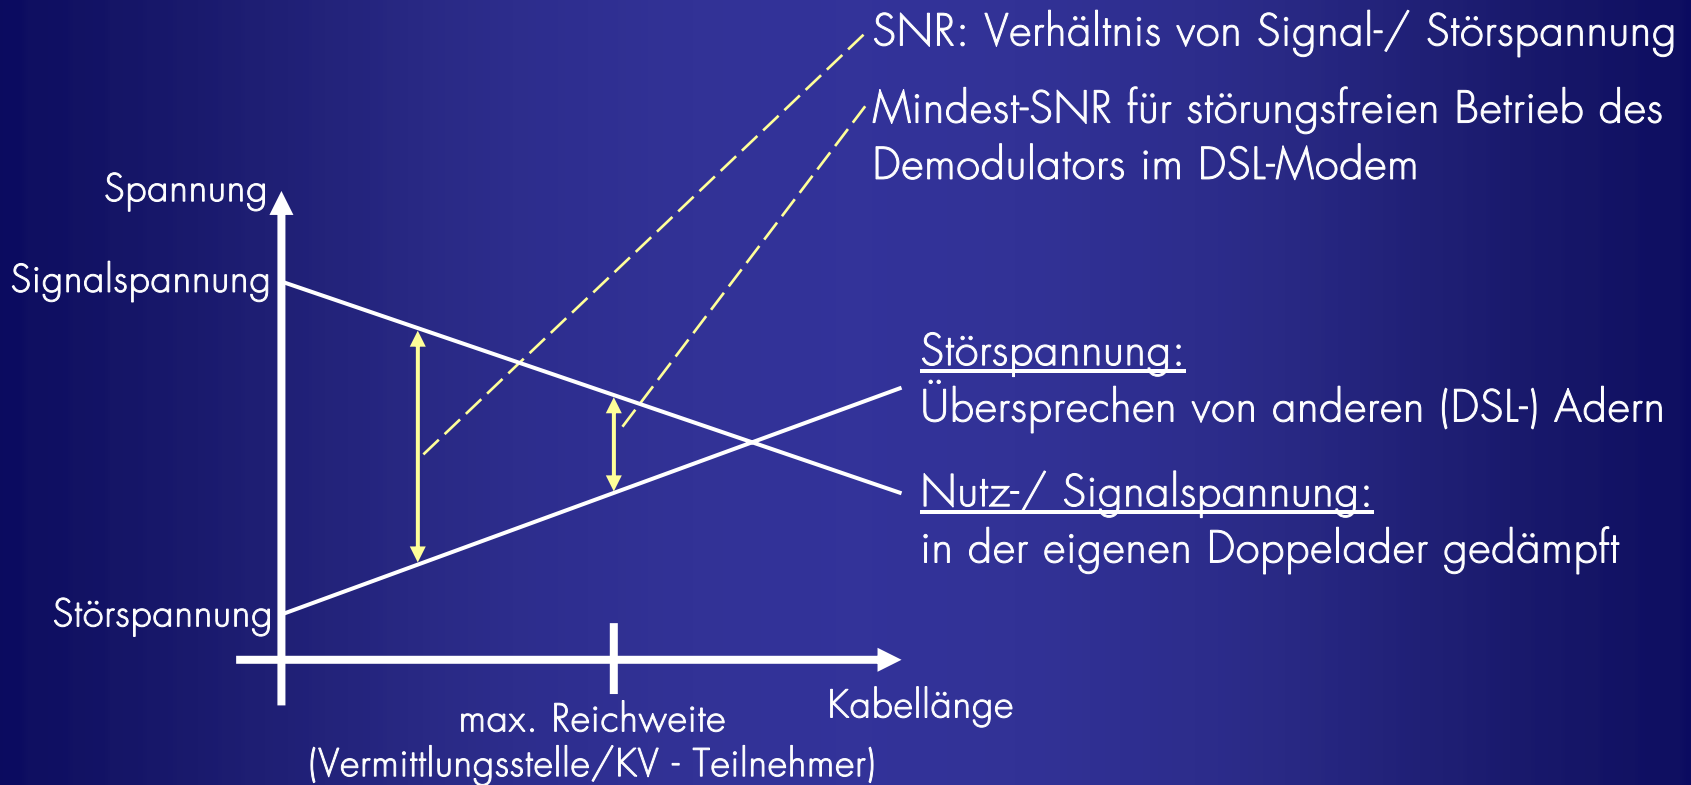 SNR: Verhältnis von Signal-/ Störspannung
Mindest-SNR für störungsfreien Betrieb des
Demodulators im DSL-Modem
Spannung
Signalspannung
Störspannung:
Übersprechen von anderen (DSL-) Adern
Nutz-/ Signalspannung:
in der eigenen Doppelader gedämpft
Störspannung
Kabellänge
max. Reichweite
(Vermittlungsstelle/KV - Teilnehmer)